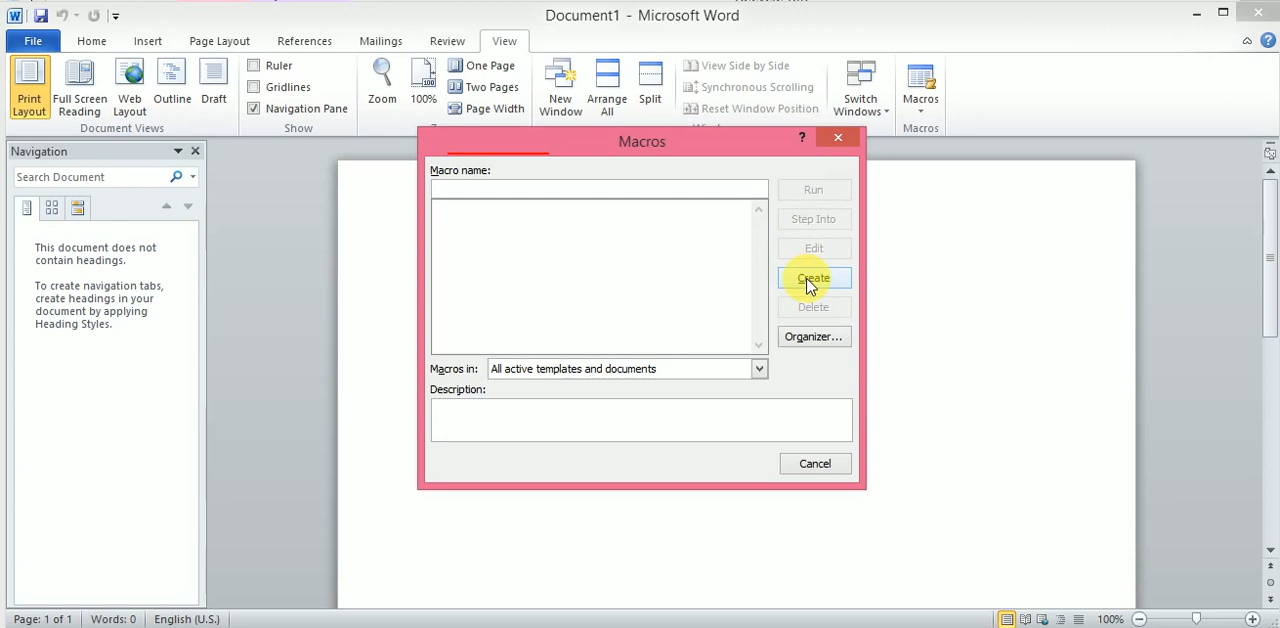 Document1 - Microsoft Word
File Home Insert Page Layout References Mailings Review View
Print Layout
Full Screen Reading
Web Layout
Outline
Draft
Document Views
Ruler
Gridlines
Navigation Pane
Show
Zoom
100%
One Page
Two Pages
Page Width
New Window
Arrange All
Split
View Side by Side
Synchronous Scrolling
Reset Window Position
Switch Windows
Macros
Macros
Navigation
Search Document
This document does not
contain headings.
To create navigation tabs,
create headings in your
document by applying
Heading Styles.
Macros
?
Macro name:
Run
Step Into
Edit
Create
Delete
Organizer...
Macros in: All active templates and documents
Description:
Cancel
Page: 1 of 1 Words: 0 English (U.S.) 100%